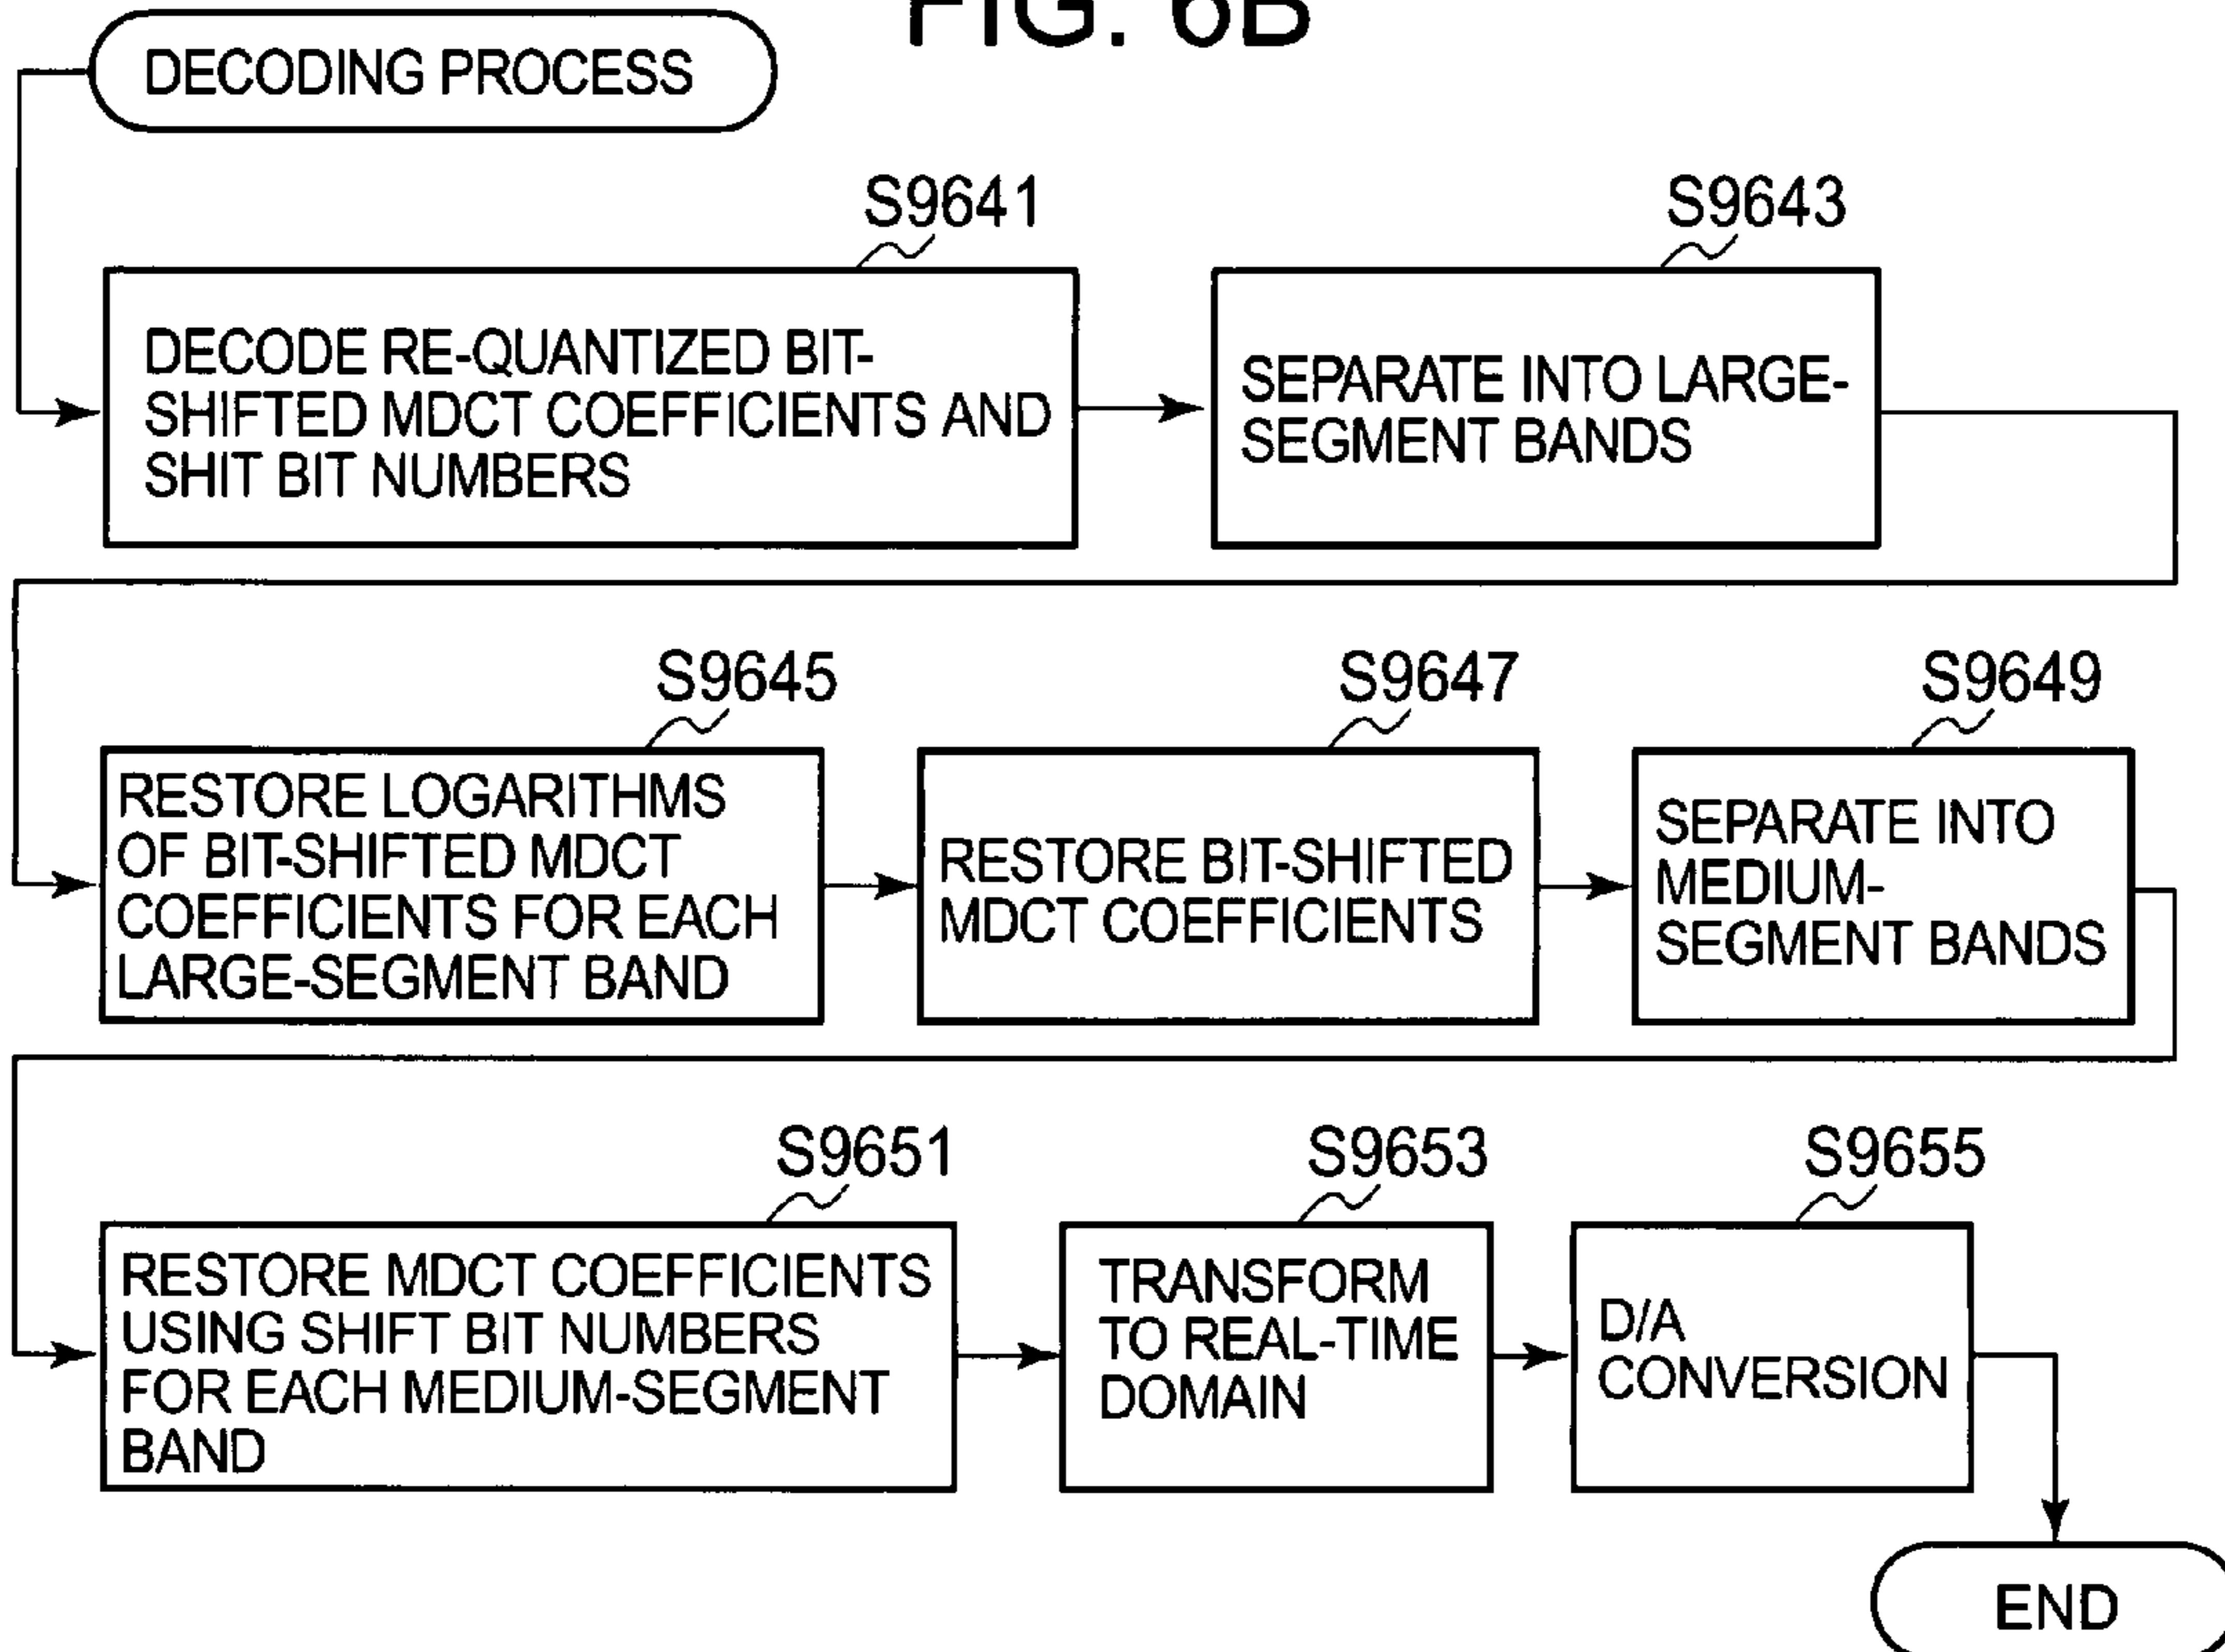 FIG. 6B
DECODING PROCESS
S9641
DECODE RE-QUANTIZED BIT-
SHIFTED MDCT COEFFICIENTS AND
SHIT BIT NUMBERS
S9643
SEPARATE INTO LARGE-
SEGMENT BANDS
S9645
RESTORE LOGARITHMS
OF BIT-SHIFTED MDCT
COEFFICIENTS FOR EACH
LARGE-SEGMENT BAND
S9647
RESTORE BIT-SHIFTED
MDCT COEFFICIENTS
S9649
SEPARATE INTO
MEDIUM-
SEGMENT BANDS
S9651
RESTORE MDCT COEFFICIENTS
USING SHIFT BIT NUMBERS
FOR EACH MEDIUM-SEGMENT
BAND
S9653
TRANSFORM
TO REAL-TIME
DOMAIN
S9655
D/A
CONVERSION
END